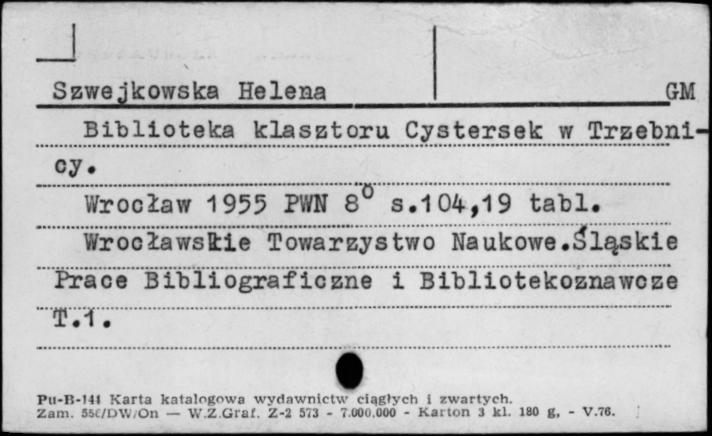 Szwejkowska Helena GM
Biblioteka klasztoru Cystersek w Trzebni-
cy.
Wrocław 1955 PWN 8° s.104,19 tabl.
Wrocławskie Towarzystwo Naukowe.Śląskie
Prace Bibliograficzne i Bibliotekoznawcze
T.1.
Pu-B-144 Karta katalogowa wydawnictw ciągłych i zwartych.
Zam. 556/DW/On — W.Z.Graf. Z-2 573 - 7.000.000 - Karton 3 kl. 180 g, - V.76.